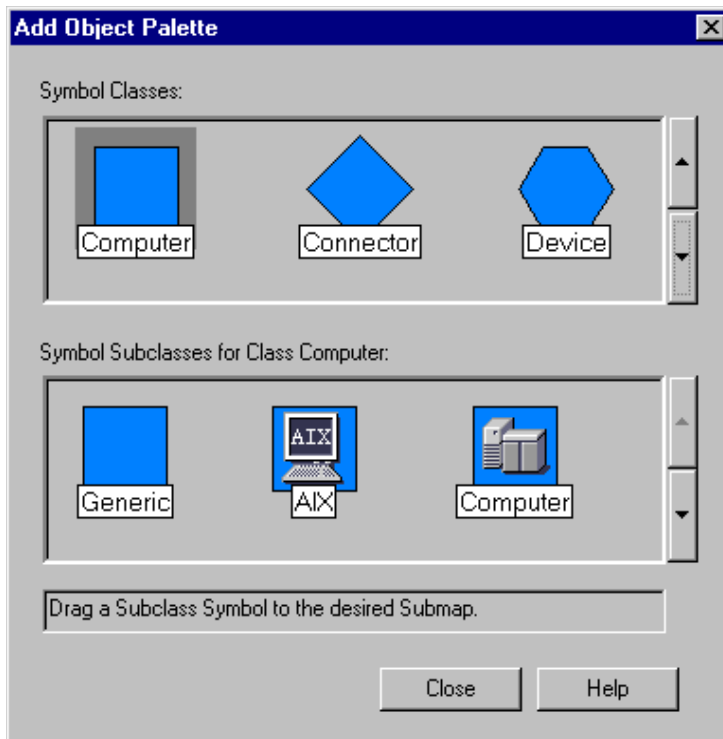 Add Object Palette
Symbol Classes:
Computer Connector Device
Symbol Subclasses for Class Computer:
AIX
Generic AIX Computer
Drag a Subclass Symbol to the desired Submap.
Close Help